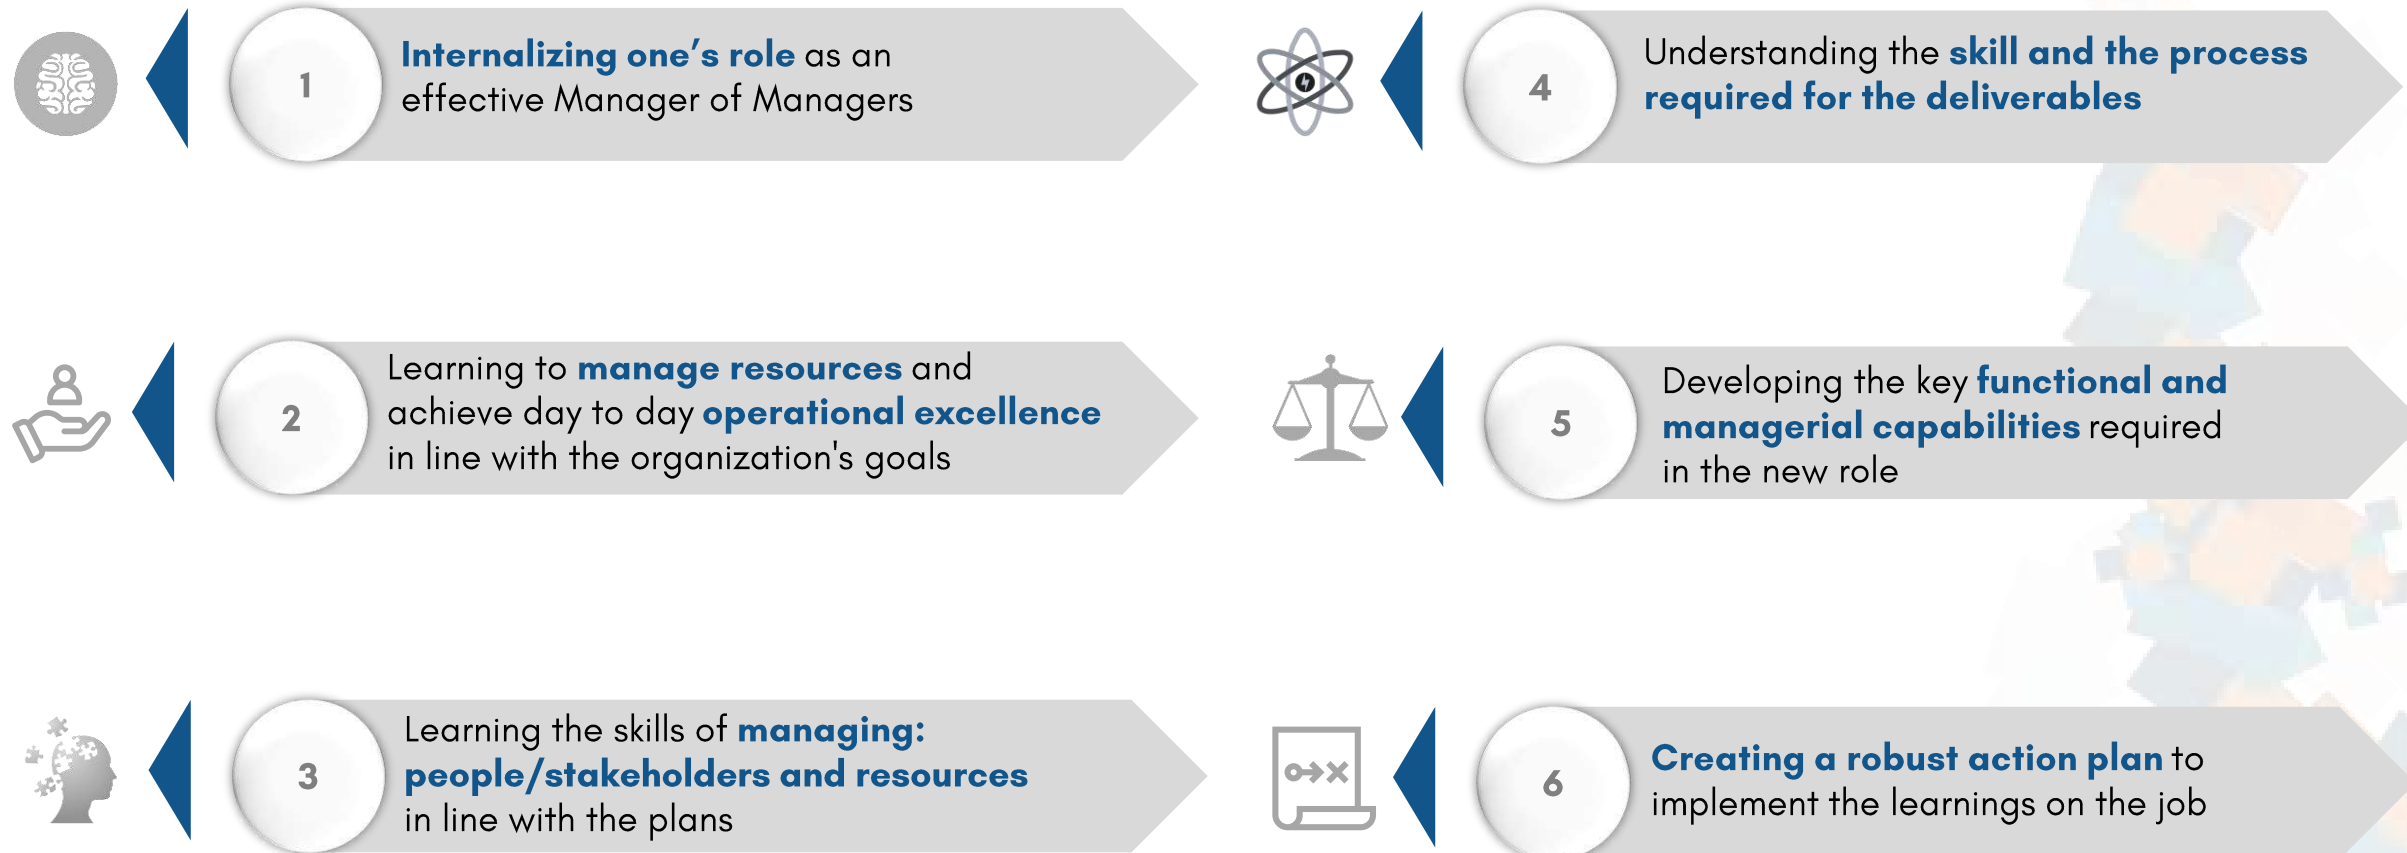 1
Internalizing one’s role as an
effective Manager of Managers
2
Learning to manage resources and
achieve day to day operational excellence
in line with the organization's goals
3
Learning the skills of managing:
people/stakeholders and resources
in line with the plans
4
Understanding the skill and the process
required for the deliverables
5
Developing the key functional and
managerial capabilities required
in the new role
6
Creating a robust action plan to
implement the learnings on the job